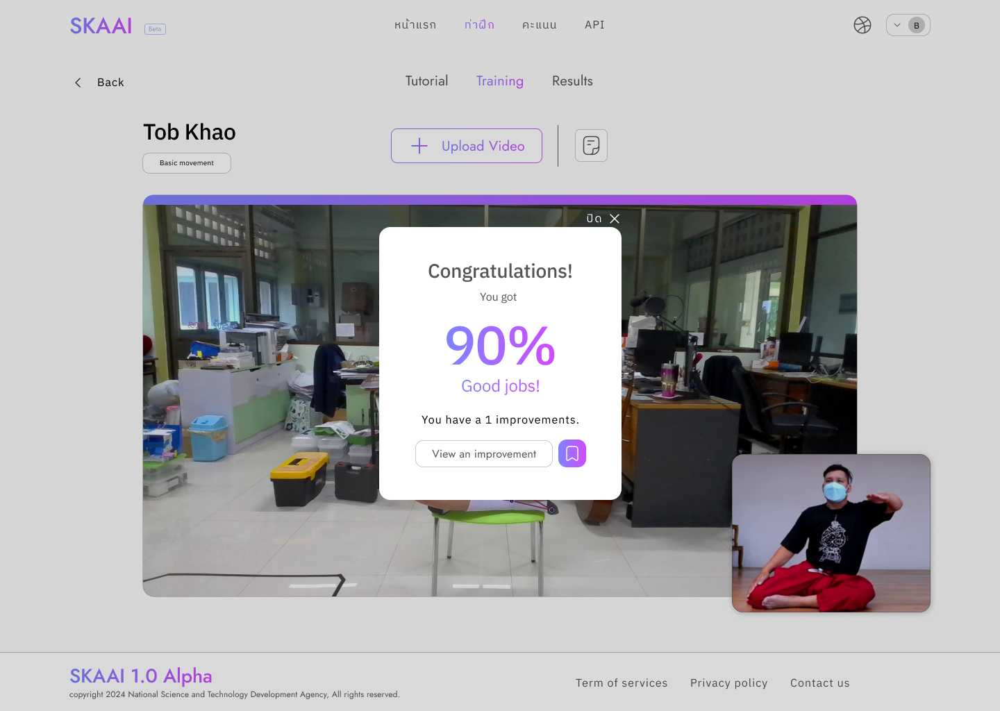 SKAAI Beta
หน้าแรก ท่าฝึก คะแนน API
B
Back
Tutorial Training Results
Tob Khao
Basic movement
Upload Video
ปิด
Congratulations!
You got
90%
Good jobs!
You have a 1 improvements.
View an improvement
SKAAI 1.0 Alpha
copyright 2024 National Science and Technology Development Agency, All rights reserved.
Term of services Privacy policy Contact us